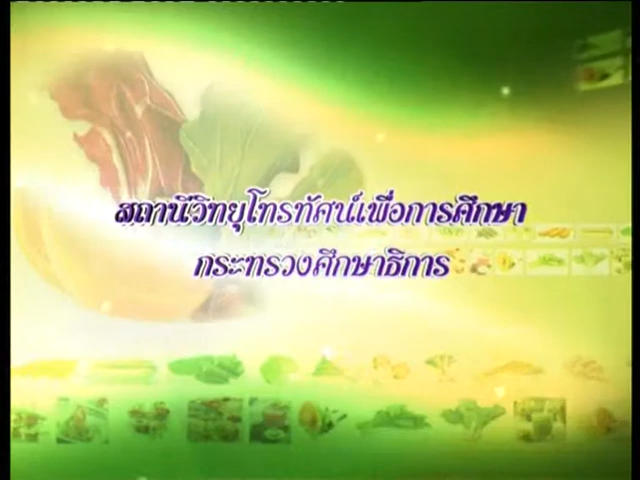 สถานีวิทยุโทรทัศน์เพื่อการศึกษา
กระทรวงศึกษาธิการ